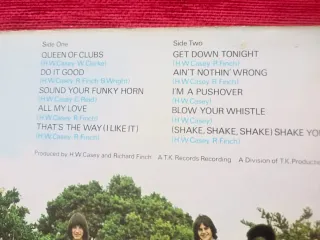 Side One
QUEEN OF CLUBS
(H.W. Casey, W. Clarke)
DO IT GOOD
(H.W. Casey, R. Finch, B. Wright)
SOUND YOUR FUNKY HORN
(H.W. Casey, C. Reid)
ALL MY LOVE
(H.W. Casey, R. Finch)
THAT'S THE WAY (I LIKE IT)
(H.W. Casey, R. Finch)
Side Two
GET DOWN TONIGHT
(H.W. Casey, R. Finch)
AIN'T NOTHIN' WRONG
(H.W. Casey, R. Finch)
I'M A PUSHOVER
(H.W. Casey)
BLOW YOUR WHISTLE
(H.W. Casey)
(SHAKE, SHAKE, SHAKE) SHAKE YOU
(H.W. Casey, R. Finch)
Produced by H.W. Casey and Richard Finch A T.K. Records Recording A Division of T.K. Productio